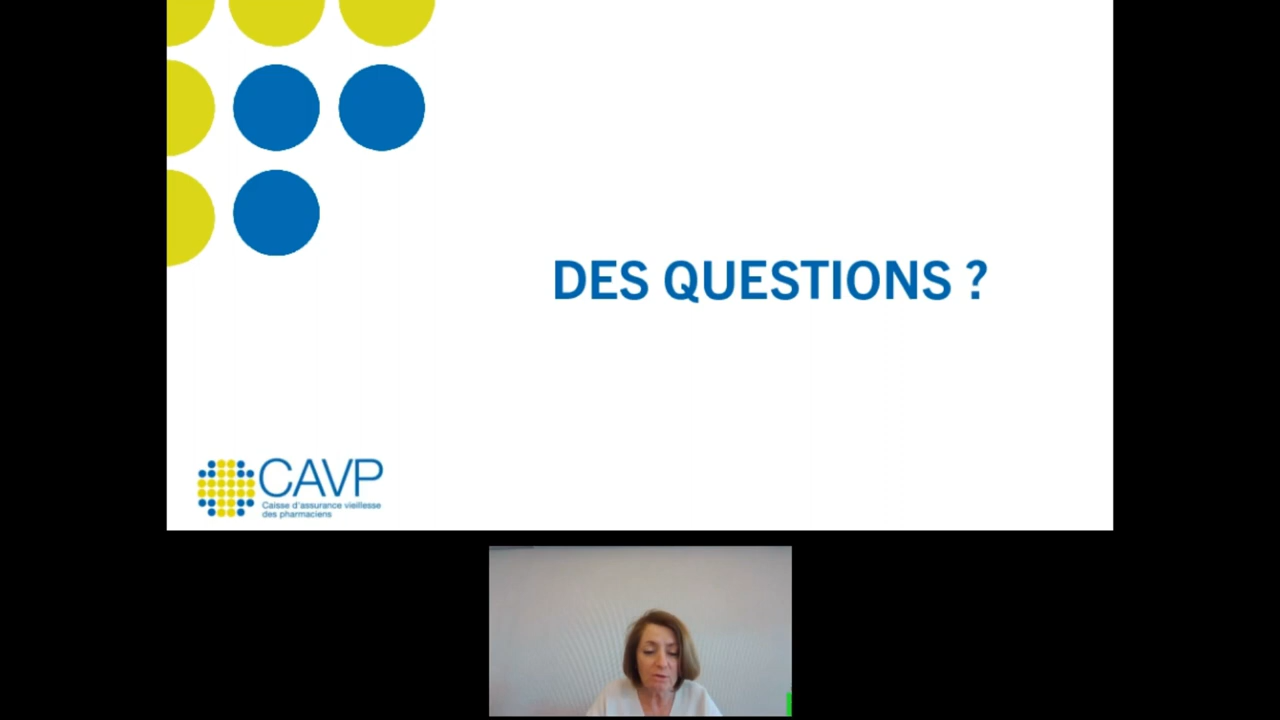 DES QUESTIONS ?
CAVP
Caisse d'assurance vieillesse
des pharmaciens